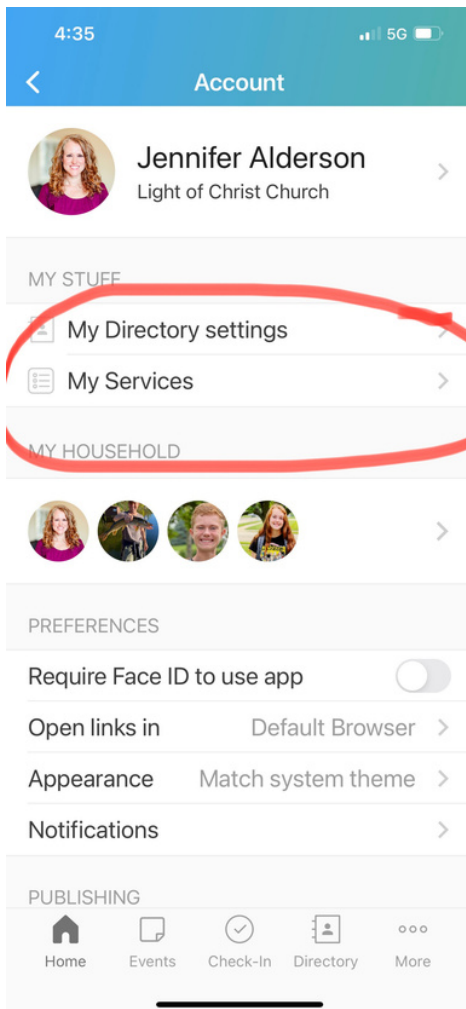 4:35 5G
Account
Jennifer Alderson
Light of Christ Church
MY STUFF
My Directory settings
My Services
MY HOUSEHOLD
PREFERENCES
Require Face ID to use app
Open links in Default Browser
Appearance Match system theme
Notifications
PUBLISHING
Home Events Check-In Directory More